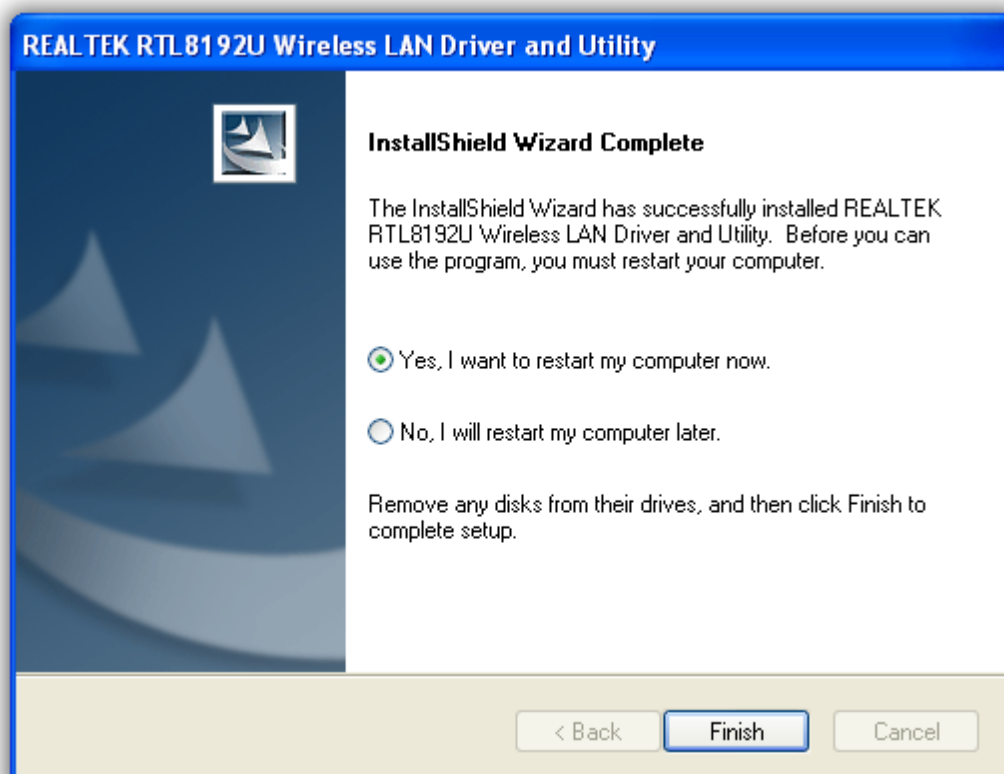 REALTEK RTL8192U Wireless LAN Driver and Utility
InstallShield Wizard Complete
The InstallShield Wizard has successfully installed REALTEK
RTL8192U Wireless LAN Driver and Utility.  Before you can
use the program, you must restart your computer.
Yes, I want to restart my computer now.
No, I will restart my computer later.
Remove any disks from their drives, and then click Finish to
complete setup.
< Back
Finish
Cancel